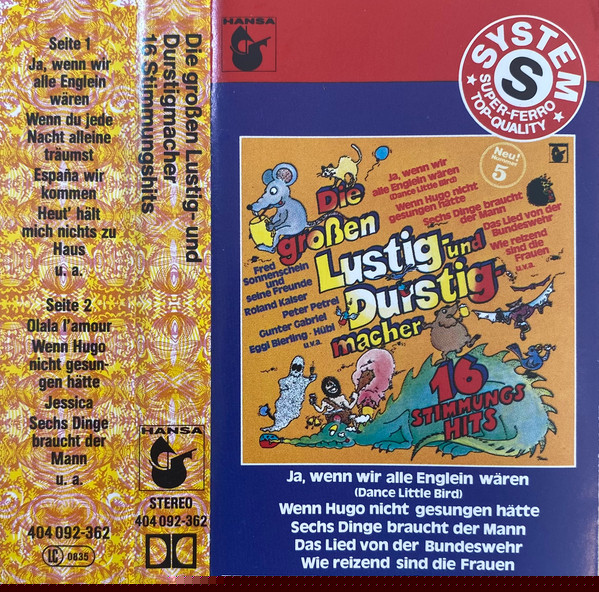 Seite 1
Ja, wenn wir
alle Englein
wären
Wenn du jede
Nacht alleine
träumst
España wir
kommen
Heut' hält
mich nichts zu
Haus
u. a.
Seite 2
Olala l'amour
Wenn Hugo
nicht gesun-
gen hätte
Jessica
Sechs Dinge
braucht der
Mann
u. a.
404 092-362
LC 0835
Die großen Lustig- und
Durstigmacher
16 Stimmungshits
HANSA
STEREO
404 092-362
HANSA
SYSTEM
S
SUPER-FERRO
TOP-QUALITY
Neu!
Nummer
5
Ja, wenn wir
alle Englein wären
(Dance Little Bird)
Wenn Hugo nicht
gesungen hätte
Sechs Dinge braucht
der Mann
Das Lied von der
Bundeswehr
Wie reizend
sind die
Frauen
u.v.a.
Die
großen
Lustig- und
Durstig-
macher
Fred
Sonnenschein
und
seine Freunde
Roland Kaiser
Peter Petrel
Gunter Gabriel
Eggi Bierling · Hübi
u.v.a.
16
STIMMUNGS
HITS
Ja, wenn wir alle Englein wären
(Dance Little Bird)
Wenn Hugo nicht gesungen hätte
Sechs Dinge braucht der Mann
Das Lied von der Bundeswehr
Wie reizend sind die Frauen